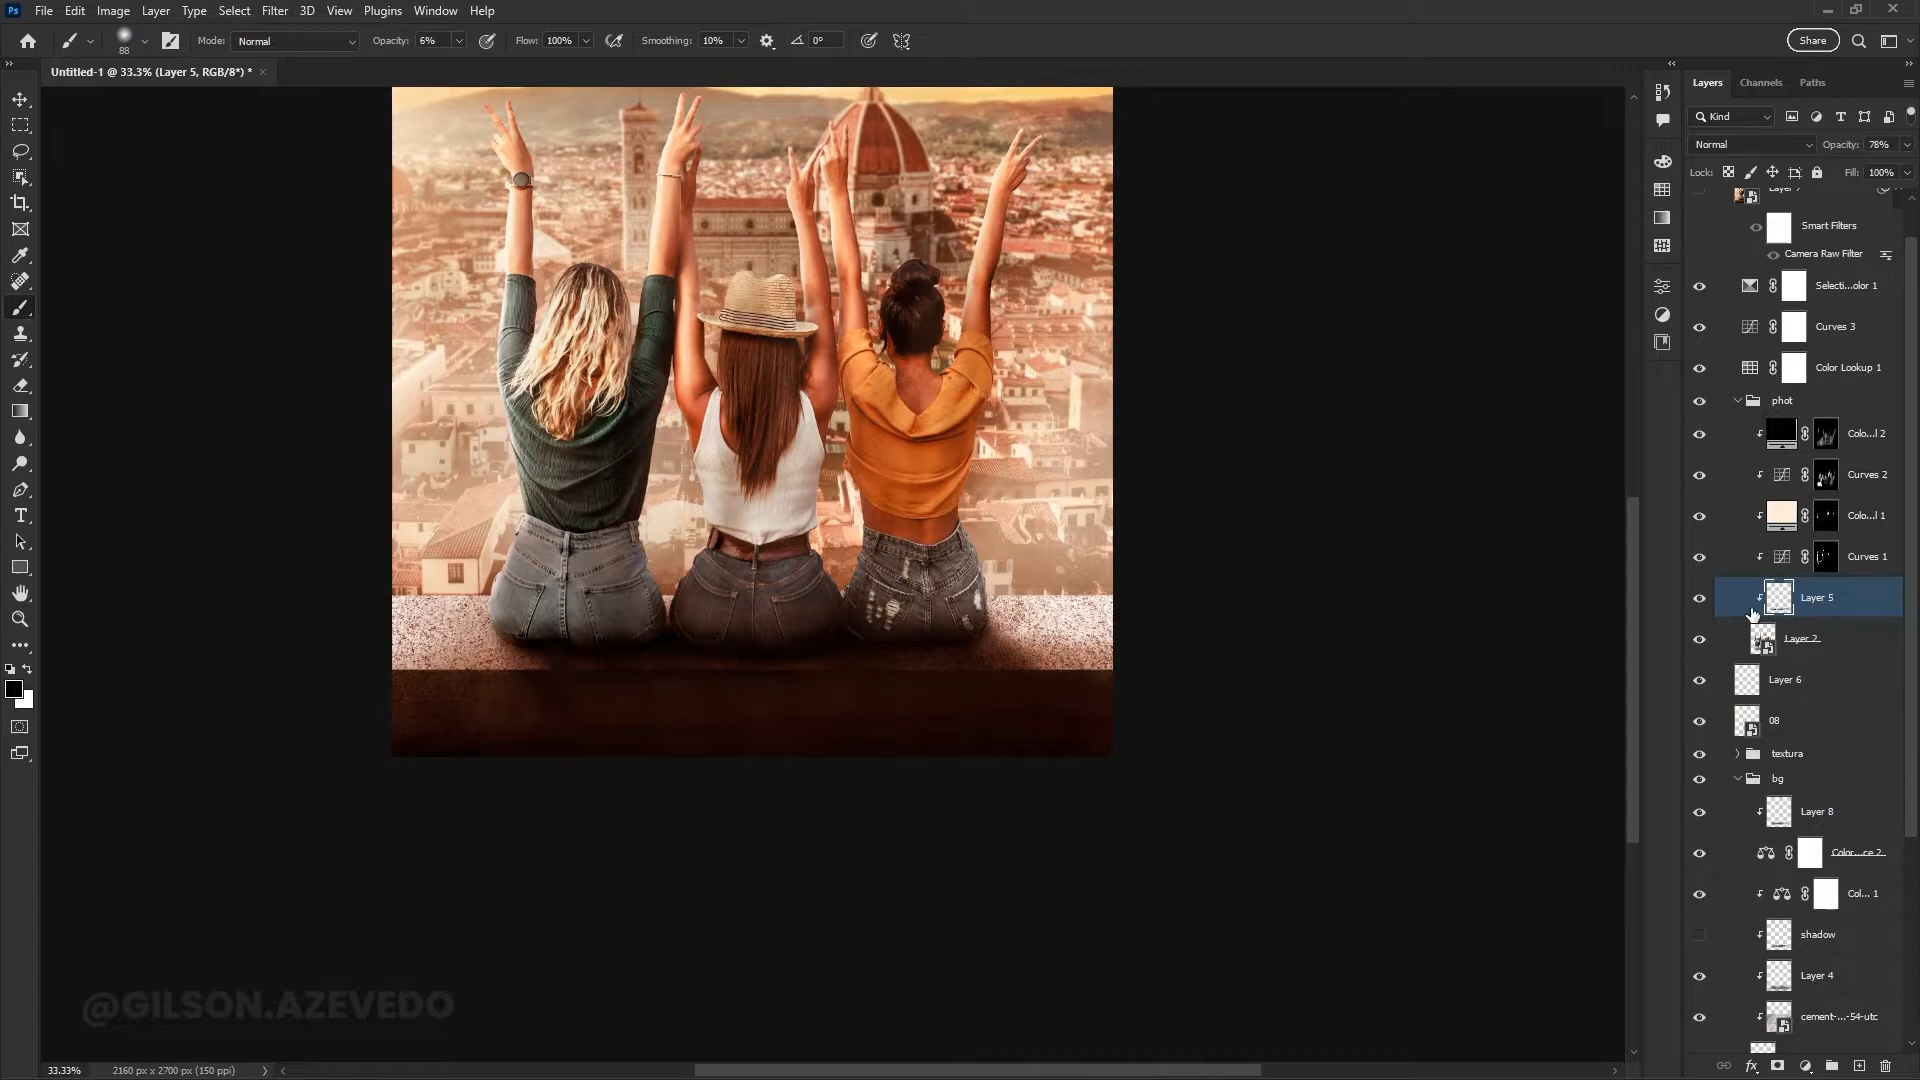 File Edit Image Layer Type Select Filter 3D View Plugins Window Help
88 Mode: Normal Opacity: 6% Flow: 100% Smoothing: 10% 0° Share
Untitled-1 @ 33.3% (Layer 5, RGB/8*) *
Layers Channels Paths
Kind
Normal Opacity: 78%
Lock: Fill: 100%
Smart Filters
Camera Raw Filter
Selecti...olor 1
Curves 3
Color Lookup 1
phot
Colo...l 2
Curves 2
Colo...l 1
Curves 1
Layer 5
Layer 2
Layer 6
08
textura
bg
Layer 8
Color...ce 2
Col... 1
shadow
Layer 4
cement-...-54-utc
@GILSON.AZEVEDO
33.33% 2160 px x 2700 px (150 ppi)